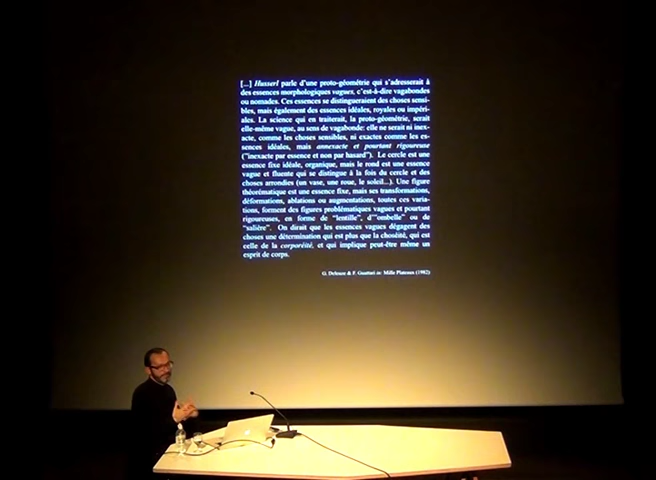 [...] Husserl parle d'une proto-géométrie qui s'adresserait à
des essences morphologiques vagues, c'est-à-dire vagabondes
ou nomades. Ces essences se distingueraient des choses sensi-
bles, mais également des essences idéales, royales ou impéri-
ales. La science qui en traiterait, la proto-géométrie, serait
elle-même vague, au sens de vagabonde: elle ne serait ni inex-
acte, comme les choses sensibles, ni exactes comme les es-
sences idéales, mais annexacte et pourtant rigoureuse
("inexacte par essence et non par hasard"). Le cercle est une
essence fixe idéale, organique, mais le rond est une essence
vague et fluente qui se distingue à la fois du cercle et des
choses arrondies (un vase, une roue, le soleil...). Une figure
théorématique est une essence fixe, mais ses transformations,
déformations, ablations ou augmentations, toutes ces varia-
tions, forment des figures problématiques vagues et pourtant
rigoureuses, en forme de "lentille", d'"ombelle" ou de
"salière". On dirait que les essences vagues dégagent des
choses une détermination qui est plus que la choséité, qui est
celle de la corporéité, et qui implique peut-être même un
esprit de corps.
G. Deleuze & F. Guattari in: Mille Plateaux (1982)